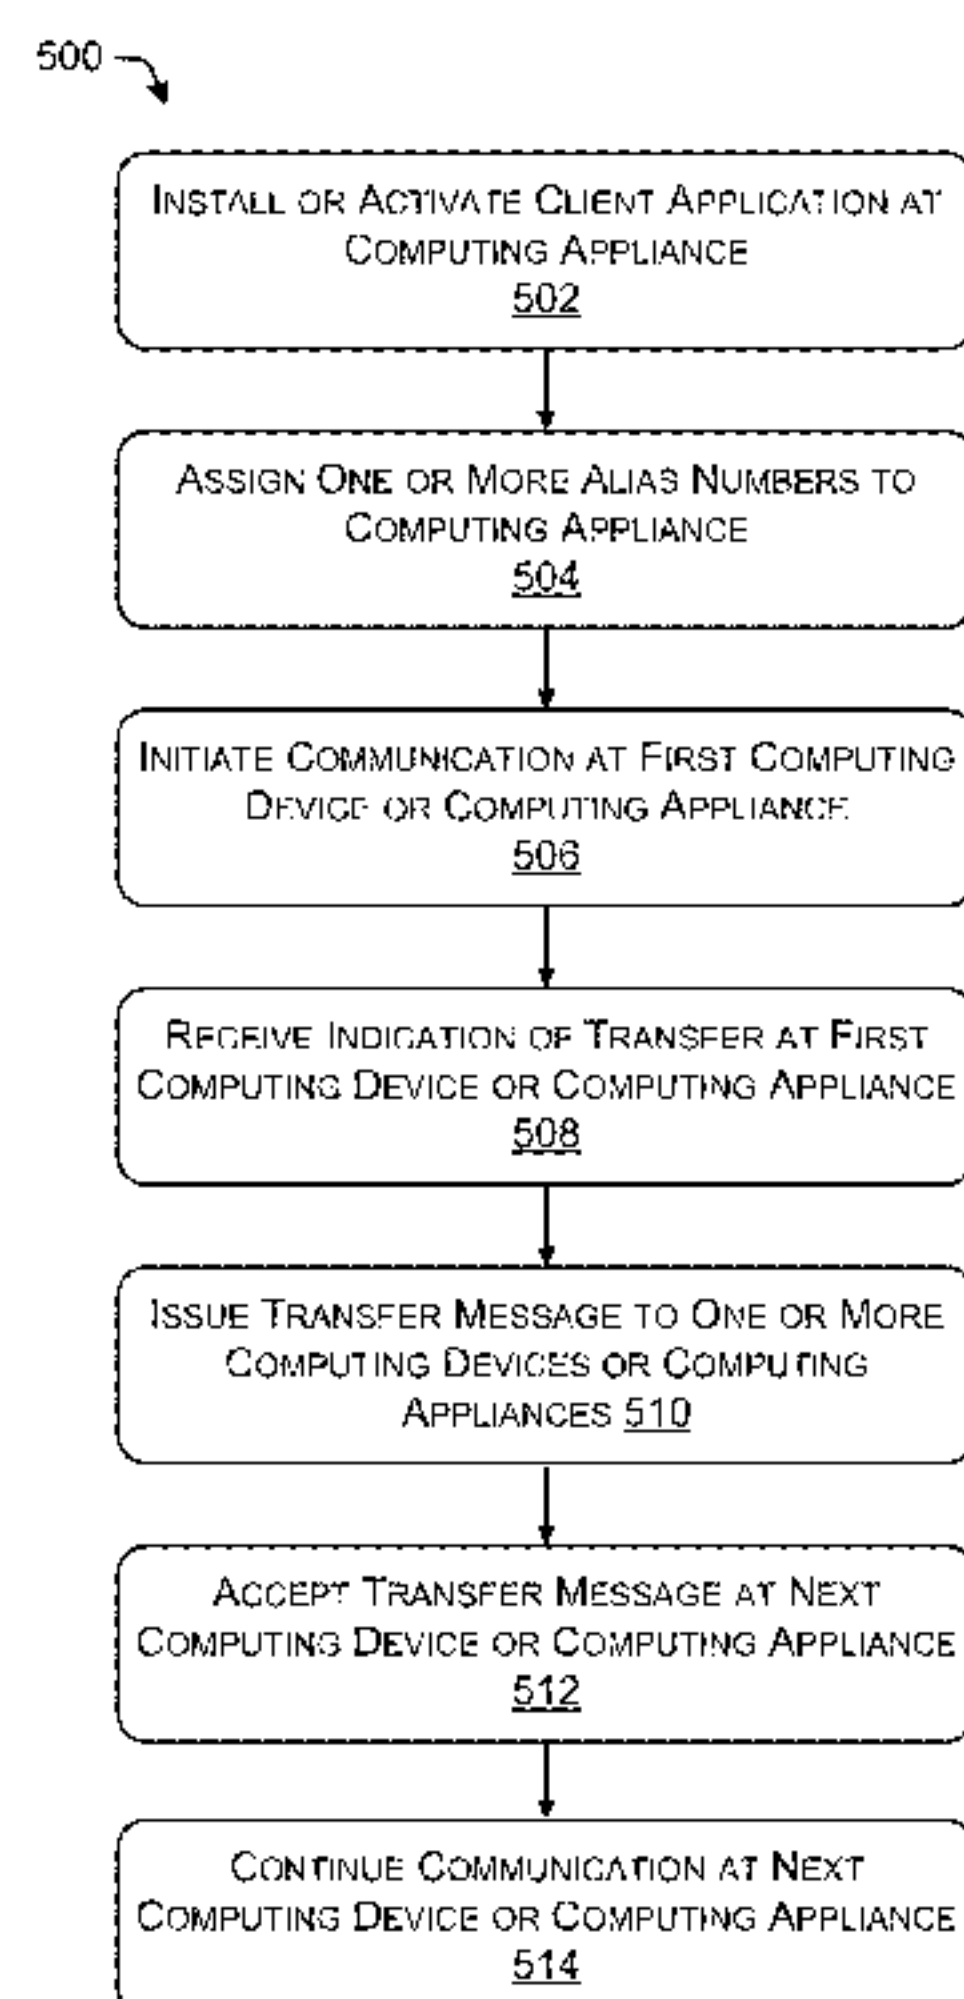 500
INSTALL OR ACTIVATE CLIENT APPLICATION AT
COMPUTING APPLIANCE
502
ASSIGN ONE OR MORE ALIAS NUMBERS TO
COMPUTING APPLIANCE
504
INITIATE COMMUNICATION AT FIRST COMPUTING
DEVICE OR COMPUTING APPLIANCE
506
RECEIVE INDICATION OF TRANSFER AT FIRST
COMPUTING DEVICE OR COMPUTING APPLIANCE
508
ISSUE TRANSFER MESSAGE TO ONE OR MORE
COMPUTING DEVICES OR COMPUTING
APPLIANCES 510
ACCEPT TRANSFER MESSAGE AT NEXT
COMPUTING DEVICE OR COMPUTING APPLIANCE
512
CONTINUE COMMUNICATION AT NEXT
COMPUTING DEVICE OR COMPUTING APPLIANCE
514